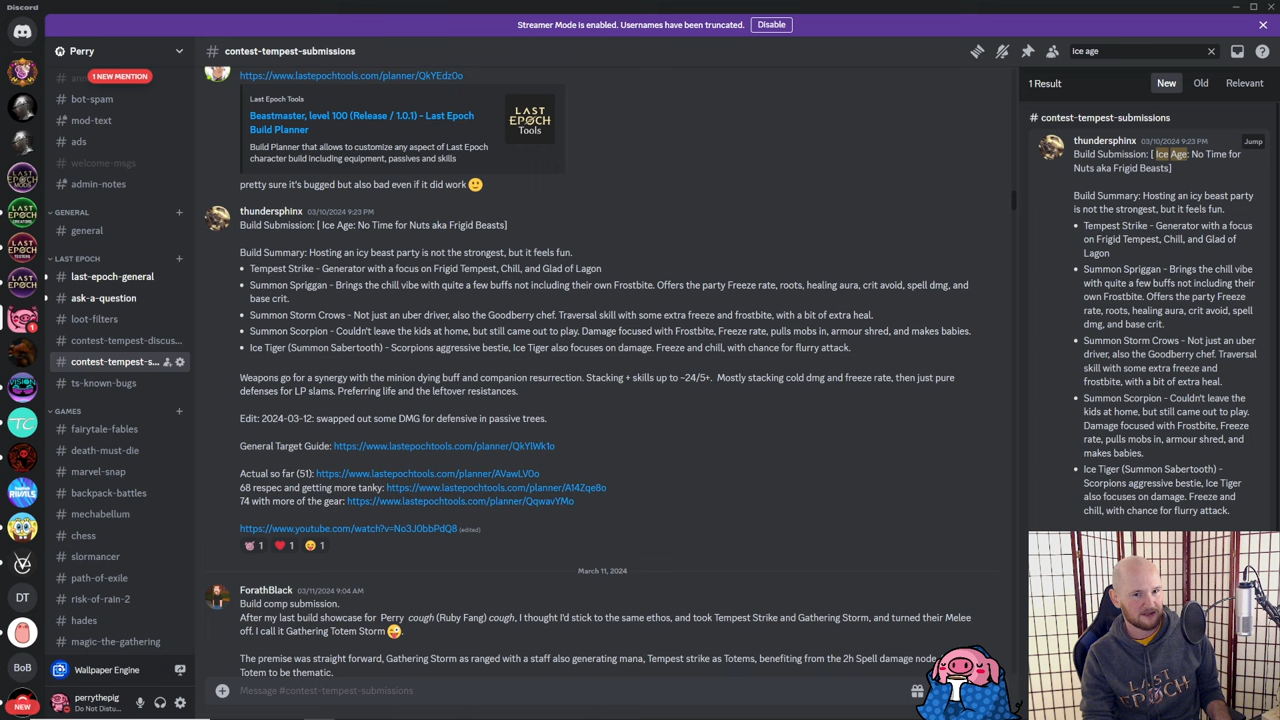 Discord
Streamer Mode is enabled. Usernames have been truncated. Disable
Perry
1 NEW MENTION
bot-spam
mod-text
ads
welcome-msgs
admin-notes
GENERAL
general
LAST EPOCH
last-epoch-general
ask-a-question
loot-filters
contest-tempest-discus...
contest-tempest-s...
ts-known-bugs
GAMES
fairytale-fables
death-must-die
marvel-snap
backpack-battles
mechabellum
chess
slormancer
path-of-exile
risk-of-rain-2
hades
magic-the-gathering
Wallpaper Engine
perrythepig
Do Not Distu...
LAST EPOCH
VISION
TC
RIVALS
DT
BoB
NEW
1
contest-tempest-submissions
https://www.lastepochtools.com/planner/QkYEdz0o
Last Epoch Tools
Beastmaster, level 100 (Release / 1.0.1) - Last Epoch
Build Planner
Build Planner that allows to customize any aspect of Last Epoch
character build including equipment, passives and skills
LAST
EPOCH
Tools
pretty sure it's bugged but also bad even if it did work
thundersphinx 03/10/2024 9:23 PM
Build Submission: [ Ice Age: No Time for Nuts aka Frigid Beasts]
Build Summary: Hosting an icy beast party is not the strongest, but it feels fun.
• Tempest Strike - Generator with a focus on Frigid Tempest, Chill, and Glad of Lagon
• Summon Spriggan - Brings the chill vibe with quite a few buffs not including their own Frostbite. Offers the party Freeze rate, roots, healing aura, crit avoid, spell dmg, and
base crit.
• Summon Storm Crows - Not just an uber driver, also the Goodberry chef. Traversal skill with some extra freeze and frostbite, with a bit of extra heal.
• Summon Scorpion - Couldn't leave the kids at home, but still came out to play. Damage focused with Frostbite, Freeze rate, pulls mobs in, armour shred, and makes babies.
• Ice Tiger (Summon Sabertooth) - Scorpions aggressive bestie, Ice Tiger also focuses on damage. Freeze and chill, with chance for flurry attack.
Weapons go for a synergy with the minion dying buff and companion resurrection. Stacking + skills up to ~24/5+. Mostly stacking cold dmg and freeze rate, then just pure
defenses for LP slams. Preferring life and the leftover resistances.
Edit: 2024-03-12: swapped out some DMG for defensive in passive trees.
General Target Guide: https://www.lastepochtools.com/planner/QkYlWk1o
Actual so far (51): https://www.lastepochtools.com/planner/AVawLV0o
68 respec and getting more tanky: https://www.lastepochtools.com/planner/A14Zqe8o
74 with more of the gear: https://www.lastepochtools.com/planner/QqwavYMo
https://www.youtube.com/watch?v=No3J0bbPdQ8 (edited)
1 1 1
March 11, 2024
ForathBlack 03/11/2024 9:04 AM
Build comp submission.
After my last build showcase for Perry cough (Ruby Fang) cough, I thought I'd stick to the same ethos, and took Tempest Strike and Gathering Storm, and turned their Melee
off. I call it Gathering Totem Storm
The premise was straight forward, Gathering Storm as ranged with a staff also generating mana, Tempest strike as Totems, benefiting from the 2h Spell damage node
Totem to be thematic.
Message #contest-tempest-submissions
Ice age
1 Result New Old Relevant
contest-tempest-submissions
thundersphinx 03/10/2024 9:23 PM Jump
Build Submission: [ Ice Age: No Time for
Nuts aka Frigid Beasts]
Build Summary: Hosting an icy beast party
is not the strongest, but it feels fun.
• Tempest Strike - Generator with a focus
on Frigid Tempest, Chill, and Glad of
Lagon
• Summon Spriggan - Brings the chill vibe
with quite a few buffs not including their
own Frostbite. Offers the party Freeze
rate, roots, healing aura, crit avoid, spell
dmg, and base crit.
• Summon Storm Crows - Not just an uber
driver, also the Goodberry chef. Traversal
skill with some extra freeze and
frostbite, with a bit of extra heal.
• Summon Scorpion - Couldn't leave the
kids at home, but still came out to play.
Damage focused with Frostbite, Freeze
rate, pulls mobs in, armour shred, and
makes babies.
• Ice Tiger (Summon Sabertooth) -
Scorpions aggressive bestie, Ice Tiger
also focuses on damage. Freeze and
chill, with chance for flurry attack.